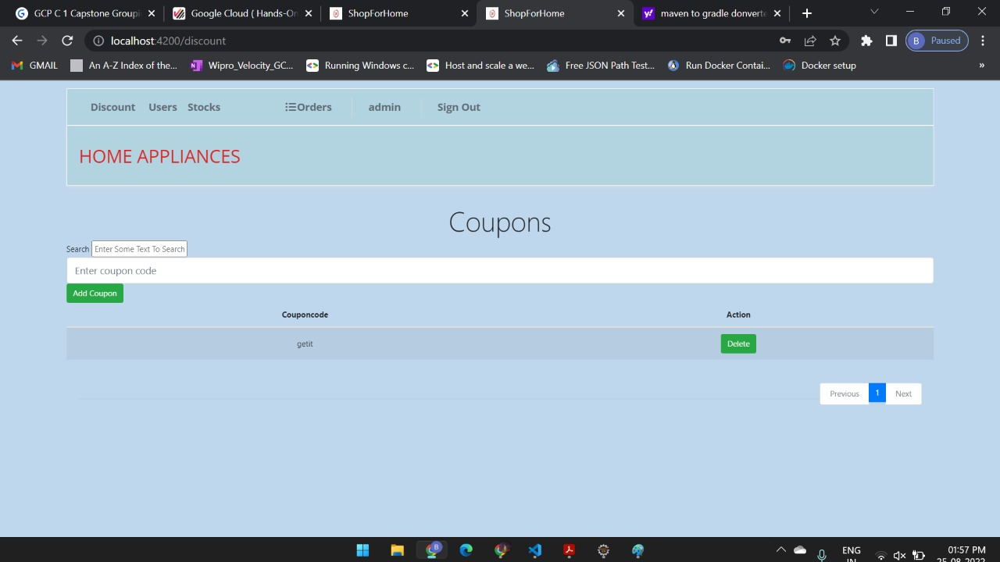 GCP C 1 Capstone Groupi
Google Cloud ( Hands-On
ShopForHome
ShopForHome
maven to gradle donverte
localhost:4200/discount
B Paused
GMAIL
An A-Z Index of the...
Wipro_Velocity_GC...
Running Windows c...
Host and scale a we...
Free JSON Path Test...
Run Docker Contai...
Docker setup
»
Discount Users Stocks Orders admin Sign Out
HOME APPLIANCES
Coupons
Search Enter Some Text To Search
Enter coupon code
Add Coupon
Couponcode Action
getit Delete
Previous 1 Next
ENG 01:57 PM
IN 25-08-2022